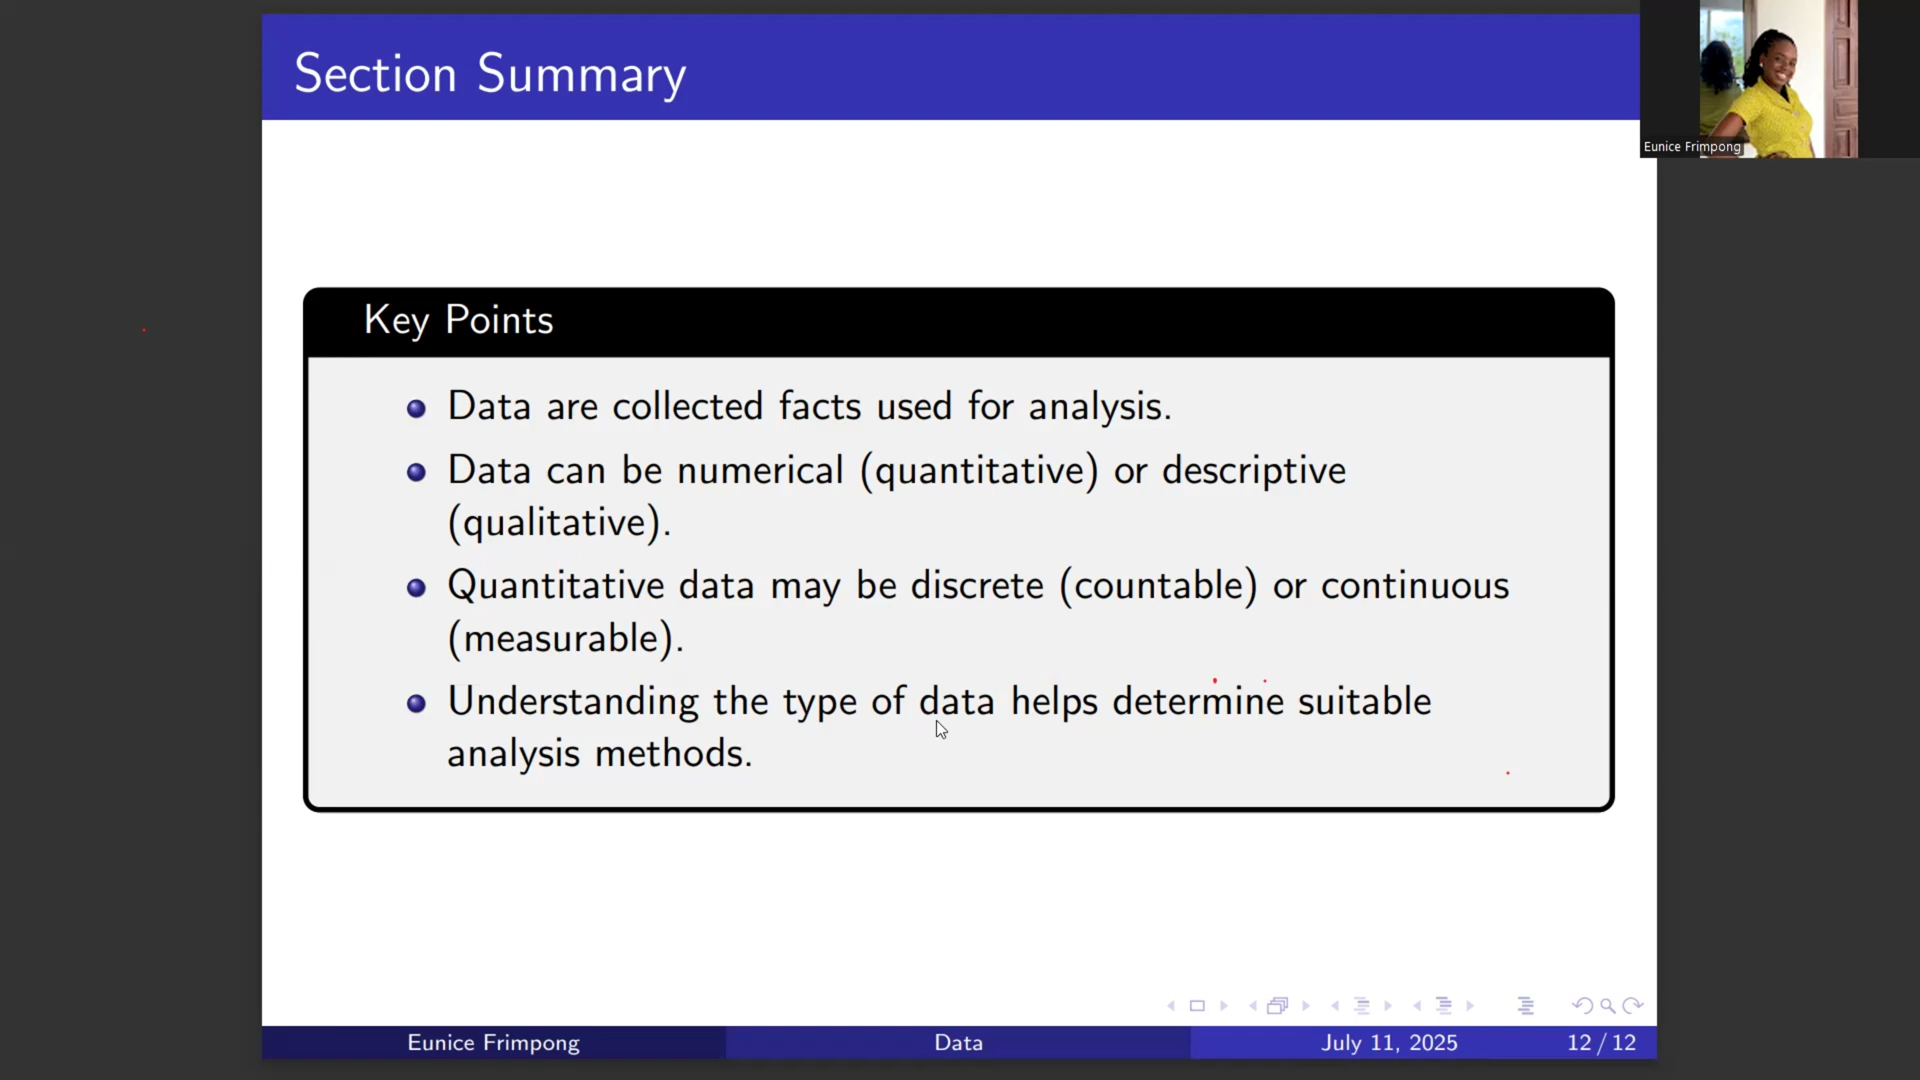 Section Summary
Eunice Frimpong
Key Points
Data are collected facts used for analysis.
Data can be numerical (quantitative) or descriptive
(qualitative).
Quantitative data may be discrete (countable) or continuous
(measurable).
Understanding the type of data helps determine suitable
analysis methods.
Eunice Frimpong Data July 11, 2025 12 / 12